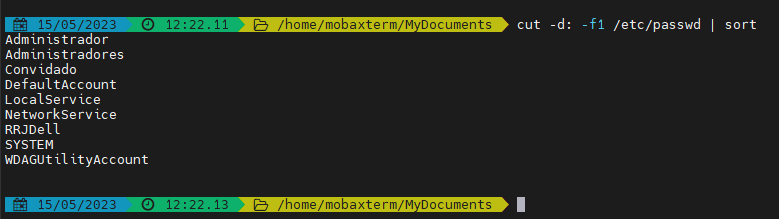 15/05/2023 12:22.11 /home/mobaxterm/MyDocuments cut -d: -f1 /etc/passwd | sort
Administrador
Administradores
Convidado
DefaultAccount
LocalService
NetworkService
RRJDell
SYSTEM
WDAGUtilityAccount
15/05/2023 12:22.13 /home/mobaxterm/MyDocuments